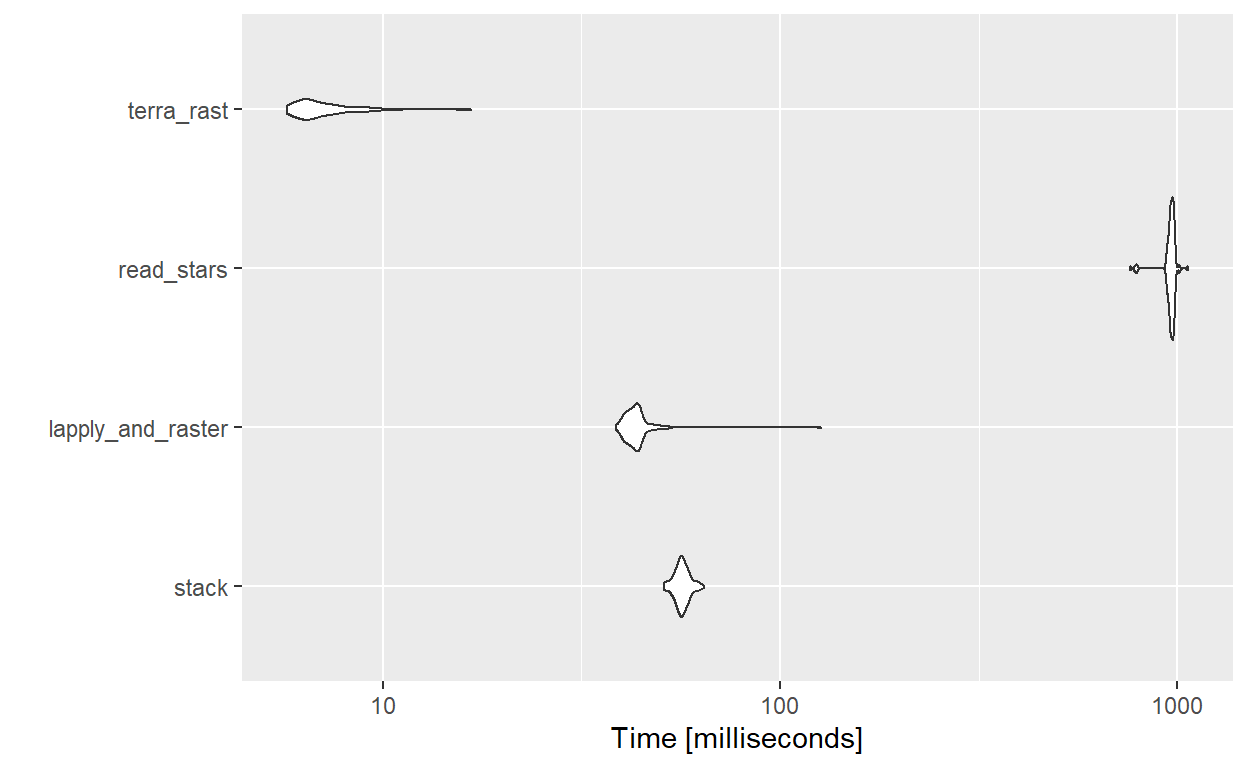 terra_rast
read_stars
lapply_and_raster
stack
10 100 1000
Time [milliseconds]